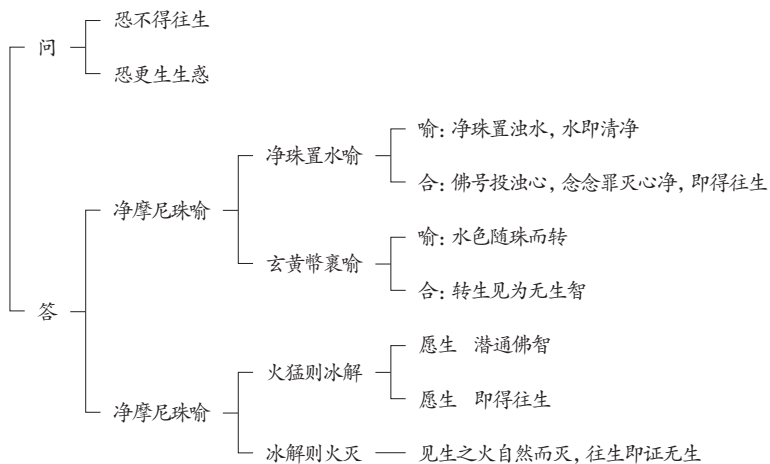 问
恐不得往生
恐更生生惑
答
净摩尼珠喻
净珠置水喻
喻：净珠置浊水，水即清净
合：佛号投浊心，念念罪灭心净，即得往生
玄黄幣裹喻
喻：水色随珠而转
合：转生见为无生智
净摩尼珠喻
火猛则冰解
愿生 潜通佛智
愿生 即得往生
冰解则火灭
见生之火自然而灭，往生即证无生